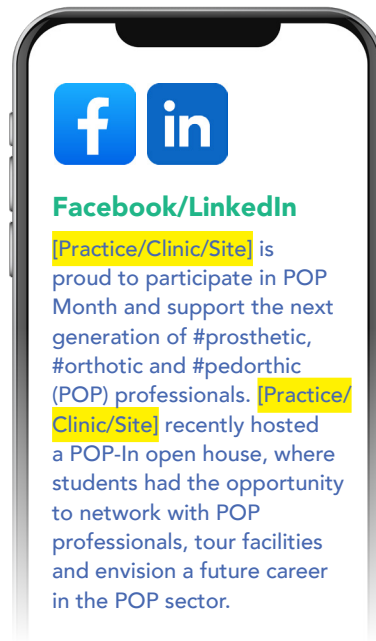 f in
Facebook/LinkedIn
[Practice/Clinic/Site] is
proud to participate in POP
Month and support the next
generation of #prosthetic,
#orthotic and #pedorthic
(POP) professionals. [Practice/
Clinic/Site] recently hosted
a POP-In open house, where
students had the opportunity
to network with POP
professionals, tour facilities
and envision a future career
in the POP sector.